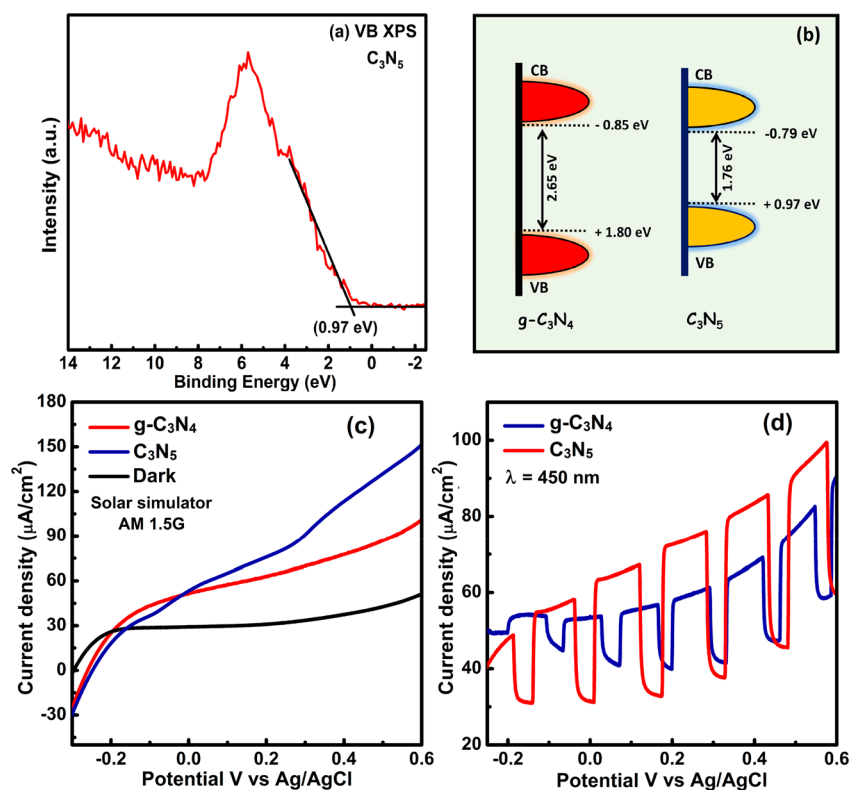 (a) VB XPS
C₃N₅
Intensity (a.u.)
(0.97 eV)
14 12 10 8 6 4 2 0 -2
Binding Energy (eV)
(b)
CB
CB
- 0.85 eV
-0.79 eV
2.65 eV
1.76 eV
+ 0.97 eV
+ 1.80 eV
VB
VB
g-C₃N₄
C₃N₅
180
150
120
90
60
30
0
-30
Current density (μA/cm²)
g-C₃N₄
C₃N₅
Dark
Solar simulator
AM 1.5G
(c)
-0.2 0.0 0.2 0.4 0.6
Potential V vs Ag/AgCl
100
80
60
40
20
Current density (μA/cm²)
g-C₃N₄
C₃N₅
λ = 450 nm
(d)
-0.2 0.0 0.2 0.4 0.6
Potential V vs Ag/AgCl